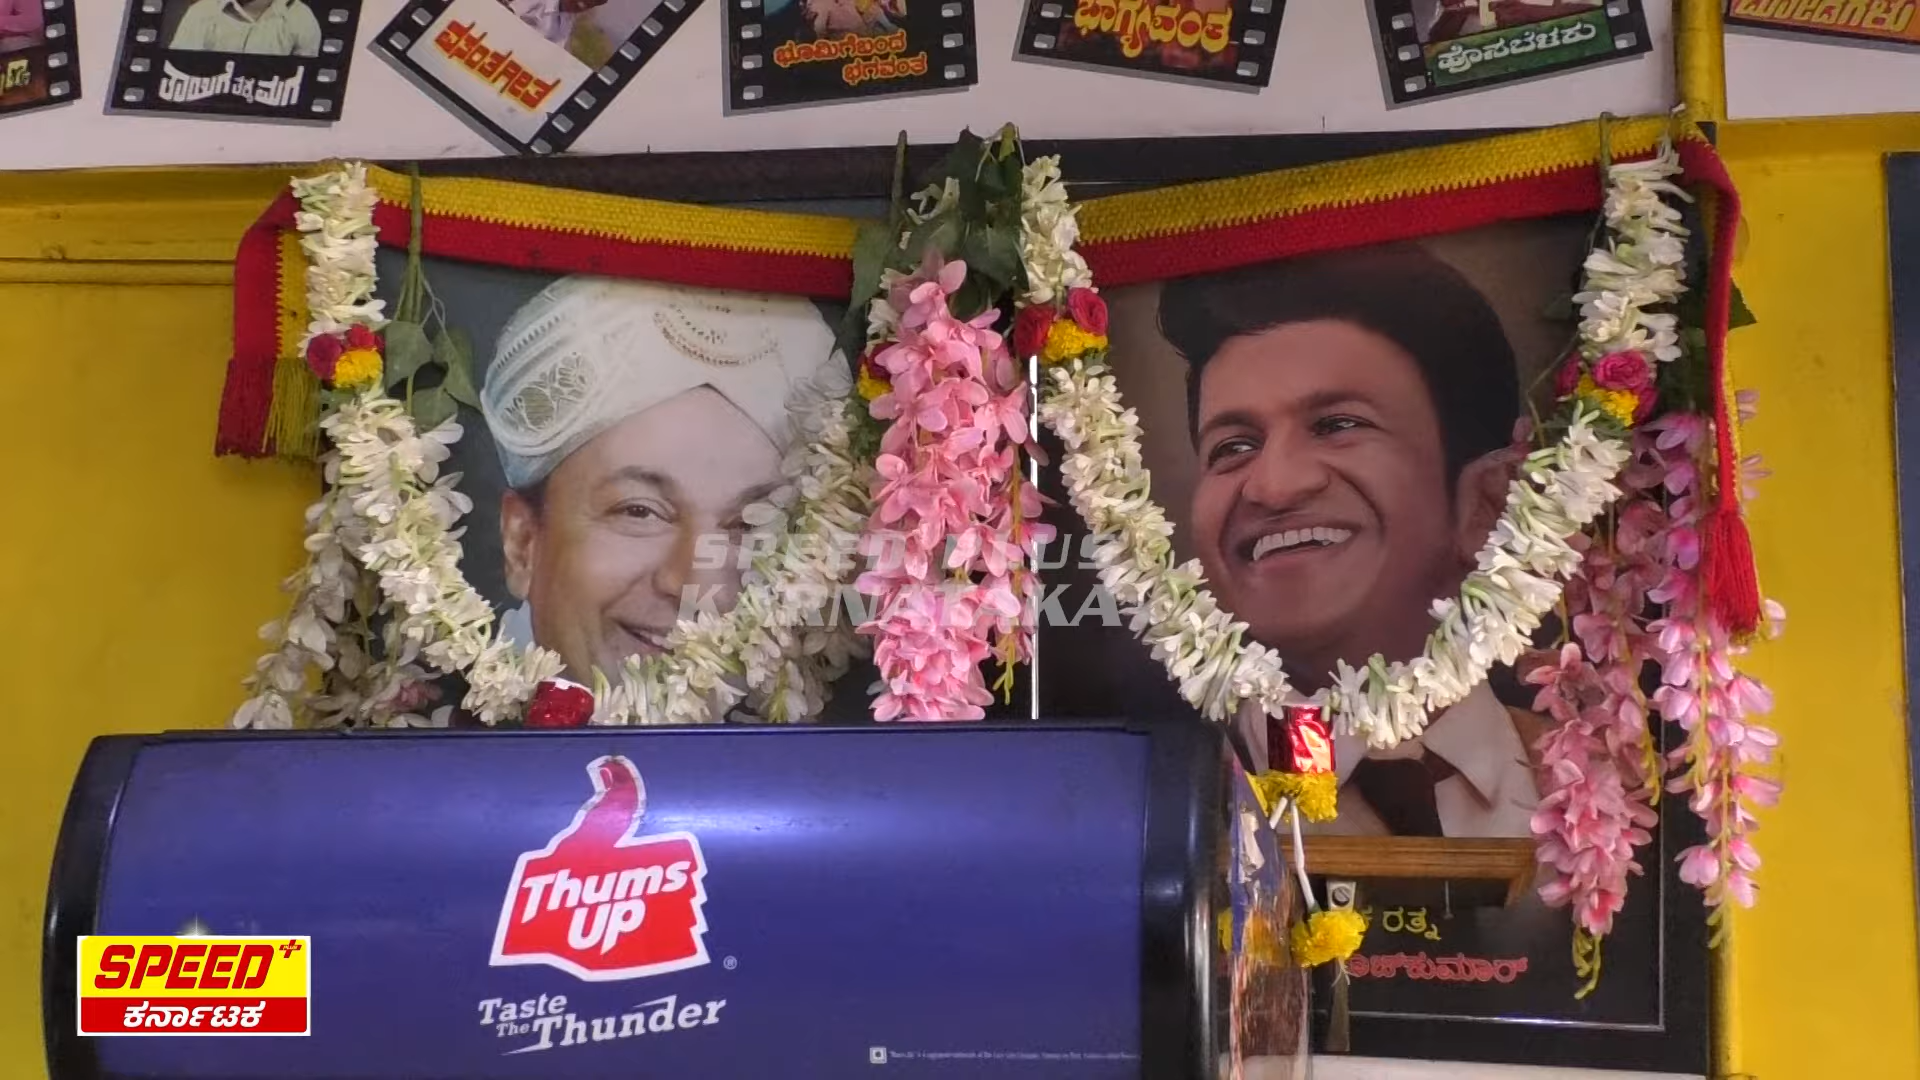 ತಾಯಿಗೆ ತಕ್ಕ ಮಗ
ವಸಂತಗೀತ
ಭೂಮಿಗೆ ಬಂದ
ಭಗವಂತ
ಭಾಗ್ಯವಂತ
ಹೊಸಬೆಳಕು
SPEED PLUS
KARNATAKA
Thums
UP
Taste
The Thunder
ರತ್ನ
SPEED+
PLUS
ಕರ್ನಾಟಕ